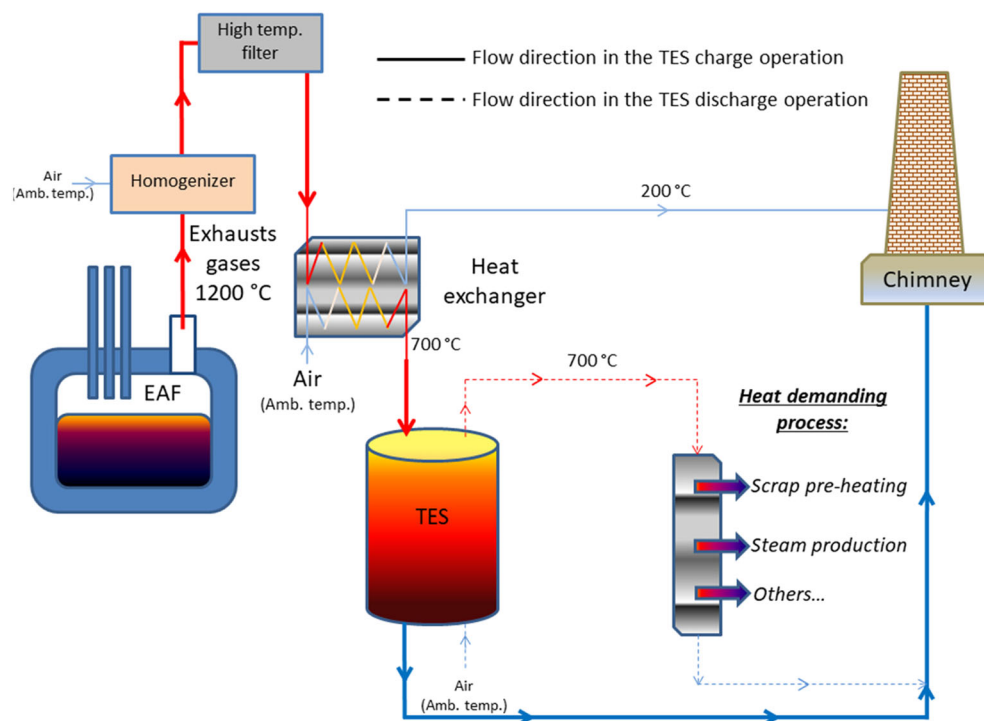 High temp.
filter
Flow direction in the TES charge operation
Flow direction in the TES discharge operation
Air
(Amb. temp.)
Homogenizer
200 °C
Exhausts
gases
1200 °C
Heat
exchanger
Chimney
700 °C
Air
(Amb. temp.)
700 °C
EAF
Heat demanding
process:
TES
Scrap pre-heating
Steam production
Others...
Air
(Amb. temp.)